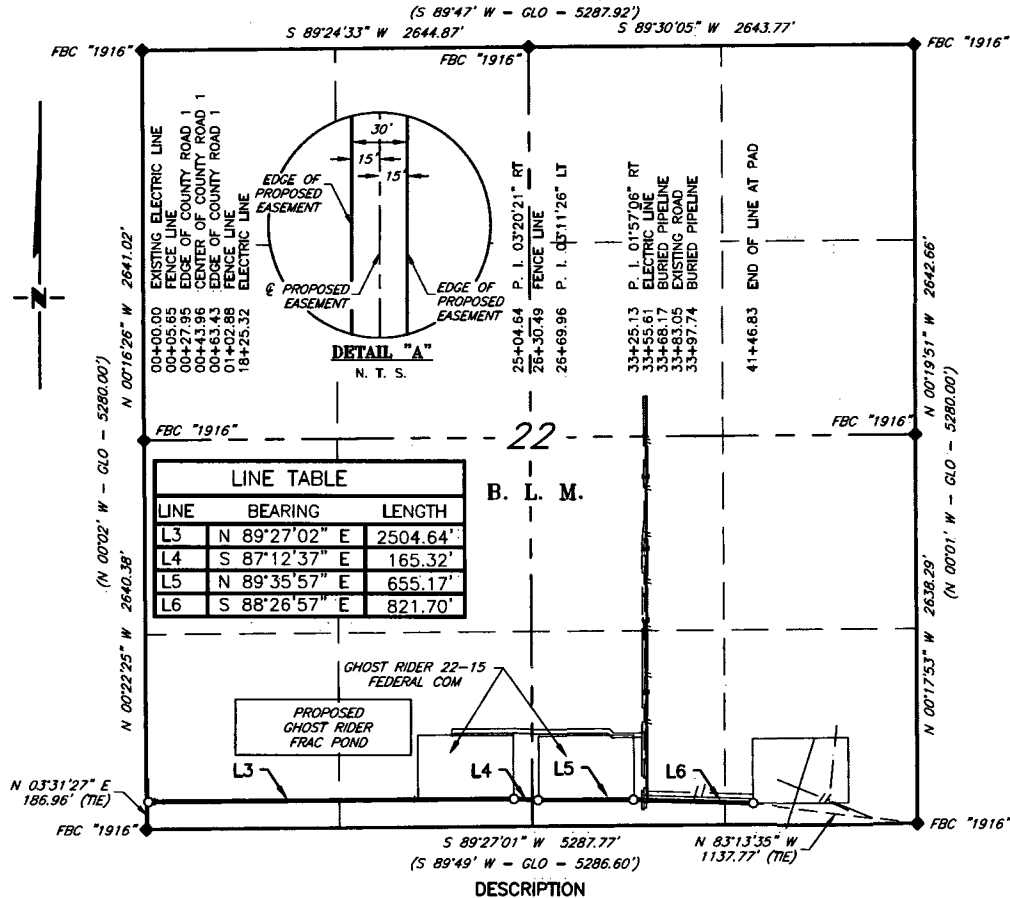 (S 89°47' W - GLO - 5287.92')
S 89°24'33" W 2644.87'
S 89°30'05" W 2643.77'
FBC "1916"
FBC "1916"
FBC "1916"
00+00.00 EXISTING ELECTRIC LINE
00+05.65 FENCE LINE
00+27.95 EDGE OF COUNTY ROAD 1
00+43.96 CENTER OF COUNTY ROAD 1
00+63.43 EDGE OF COUNTY ROAD 1
01+02.88 FENCE LINE
18+25.32 ELECTRIC LINE
30'
15'
15'
EDGE OF
PROPOSED
EASEMENT
℄ PROPOSED
EASEMENT
EDGE OF
PROPOSED
EASEMENT
DETAIL "A"
N. T. S.
25+04.64 P. I. 03°20'21" RT
26+30.49 FENCE LINE
26+69.96 P. I. 03°11'26" LT
33+25.13 P. I. 01°57'06" RT
33+55.61 ELECTRIC LINE
33+68.17 BURIED PIPELINE
33+83.05 EXISTING ROAD
33+97.74 BURIED PIPELINE
41+46.83 END OF LINE AT PAD
N
N 00°16'26" W 2641.02'
(N 00°02' W - GLO - 5280.00')
N 00°22'25" W 2640.38'
N 00°19'51" W 2642.66'
(N 00°01' W - GLO - 5280.00')
N 00°17'53" W 2638.29'
FBC "1916"
FBC "1916"
22
B. L. M.
LINE TABLE
LINE BEARING LENGTH
L3 N 89°27'02" E 2504.64'
L4 S 87°12'37" E 165.32'
L5 N 89°35'57" E 655.17'
L6 S 88°26'57" E 821.70'
GHOST RIDER 22-15
FEDERAL COM
PROPOSED
GHOST RIDER
FRAC POND
L3
L4
L5
L6
N 03°31'27" E
186.96' (TIE)
FBC "1916"
FBC "1916"
S 89°27'01" W 5287.77'
(S 89°49' W - GLO - 5286.60')
N 83°13'35" W
1137.77' (TIE)
DESCRIPTION